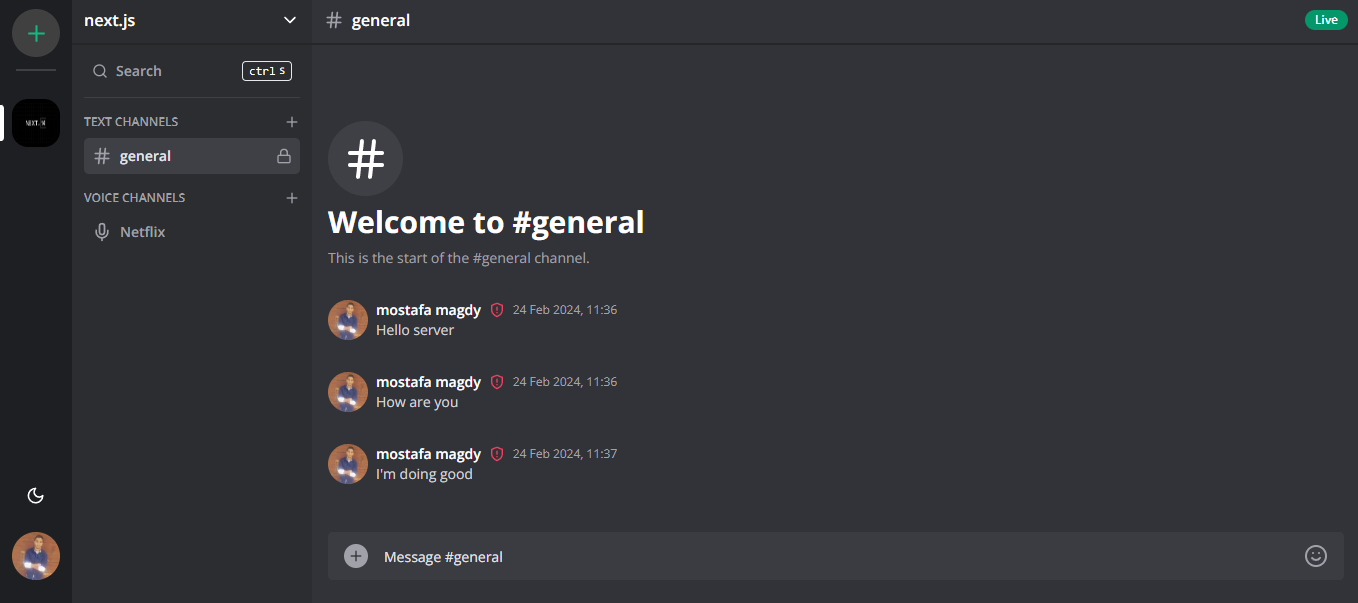 next.js
# general
Live
Search
ctrl S
TEXT CHANNELS
general
VOICE CHANNELS
Netflix
NEXT.JS
Welcome to #general
This is the start of the #general channel.
mostafa magdy 24 Feb 2024, 11:36
Hello server
mostafa magdy 24 Feb 2024, 11:36
How are you
mostafa magdy 24 Feb 2024, 11:37
I'm doing good
Message #general